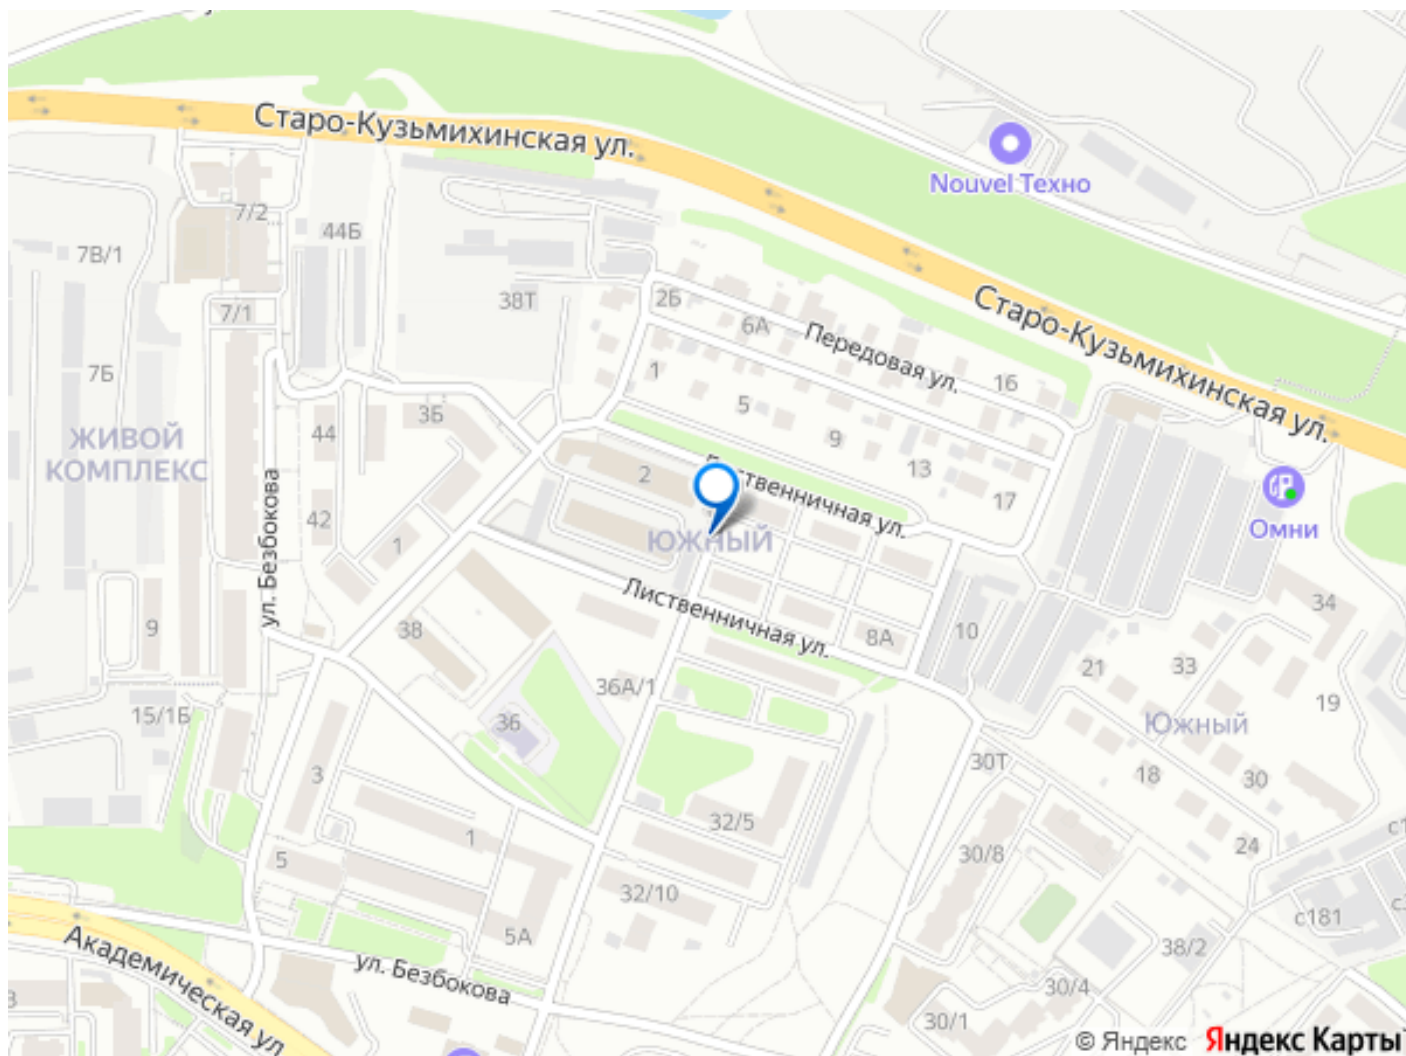 Старо-Кузьмихинская ул.
Nouvel Техно
7/2
44Б
7В/1
38Т
2Б
7/1
6А
Старо-Кузьмихинская ул.
Передовая ул.
16
7Б
1
5
3Б
44
9
ЖИВОЙ
КОМПЛЕКС
13
2
17
ул. Безбокова
42
Лиственничная ул.
Омни
ЮЖНЫЙ
1
Лиственничная ул.
34
9
38
8А
10
21
33
36А/1
19
15/1Б
36
Южный
30Т
3
18
30
32/5
1
24
30/8
5
32/10
с181
5А
Академическая ул.
ул. Безбокова
38/2
30/4
30/1
© Яндекс Яндекс Карты